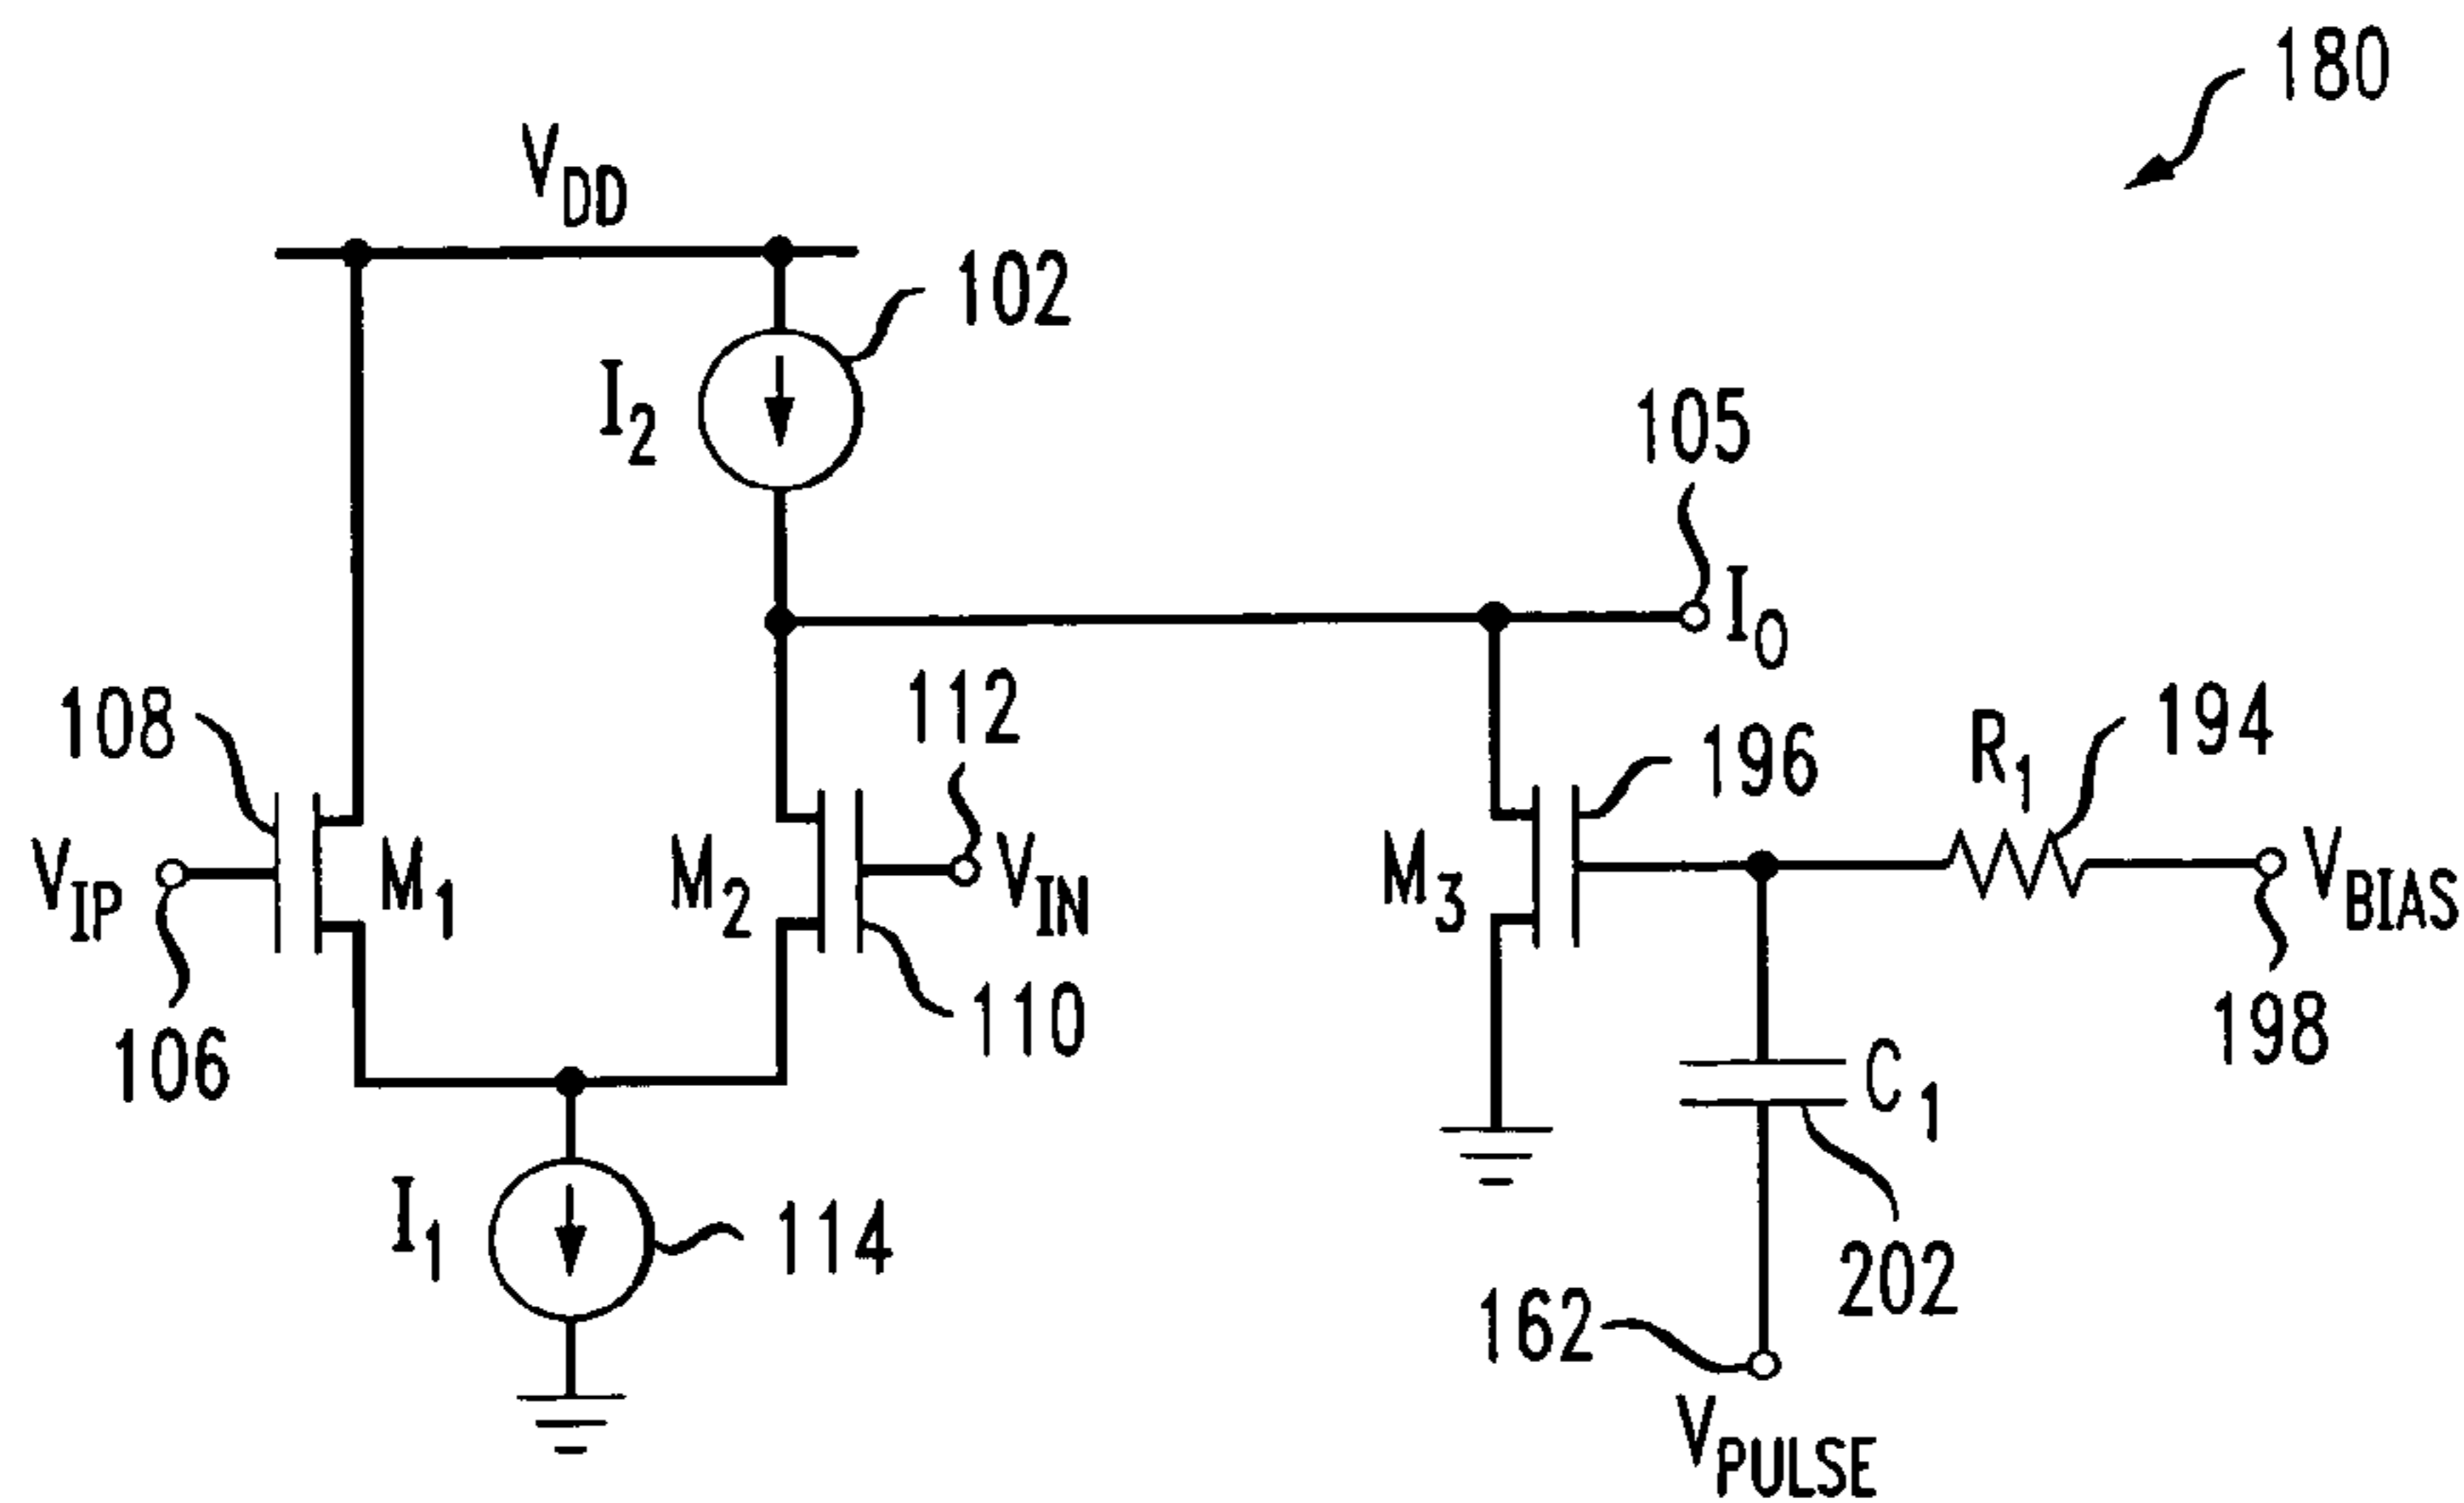 180
V_DD
102
I_2
105
I_O
112
108
196
R_1
194
V_IP
M_1
M_2
V_IN
M_3
V_BIAS
110
198
106
C_1
I_1
114
202
162
V_PULSE